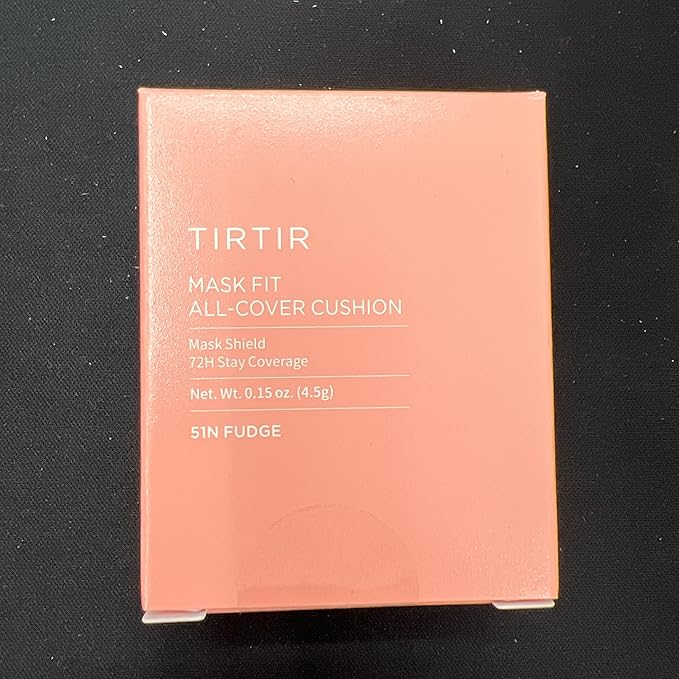 TIRTIR
MASK FIT
ALL-COVER CUSHION
Mask Shield
72H Stay Coverage
Net. Wt. 0.15 oz. (4.5g)
51N FUDGE